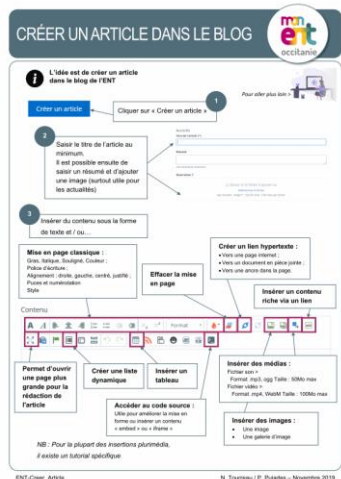 CRÉER UN ARTICLE DANS LE BLOG
mon
ent
occitanie
i
L'idée est de créer un article
dans le blog de l'ENT
Pour aller plus loin >
1
Créer un article
Cliquer sur « Créer un article »
2
Saisir le titre de l'article au
minimum.
Il est possible ensuite de
saisir un résumé et d'ajouter
une image (surtout utile pour
les actualités)
3
Insérer du contenu sous la forme
de texte et / ou…
Mise en page classique :
Gras, Italique, Souligné, Couleur ;
Police d'écriture ;
Alignement : droite, gauche, centré, justifié ;
Puces et numérotation
Style
Effacer la mise
en page
Créer un lien hypertexte :
• Vers une page internet ;
• Vers un document en pièce jointe ;
• Vers une ancre dans la page.
Insérer un contenu
riche via un lien
Contenu
Format
Permet d'ouvrir
une page plus
grande pour la
rédaction de
l'article
Créer une liste
dynamique
Insérer un
tableau
Accéder au code source :
Utile pour améliorer la mise en
forme ou insérer un contenu
« embed » ou « iframe »
Insérer des médias :
Fichier son >
Format .mp3, ogg Taille : 50Mo max
Fichier vidéo >
Format .mp4, WebM Taille : 100Mo max
Insérer des images :
• Une image
• Une galerie d'image
NB : Pour la plupart des insertions plurimédia,
il existe un tutorial spécifique
ENT-Creer_Article
N. Tourreau / P. Pujades – Novembre 2019